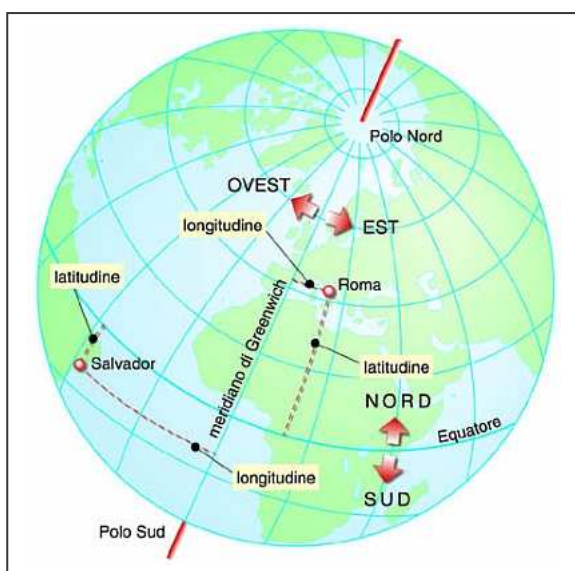 Polo Nord
OVEST
EST
longitudine
latitudine
Roma
Salvador
meridiano di Greenwich
latitudine
NORD
Equatore
longitudine
SUD
Polo Sud